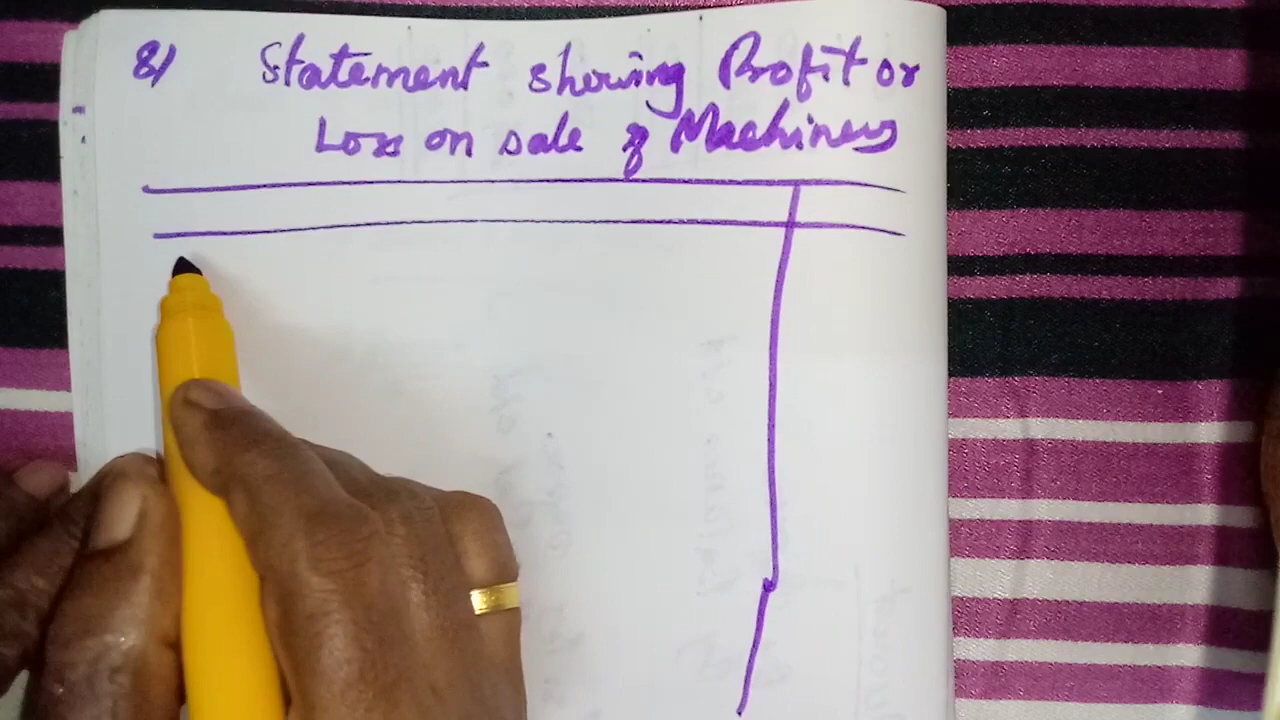 8) Statement showing Profit or
Loss on sale of Machinery